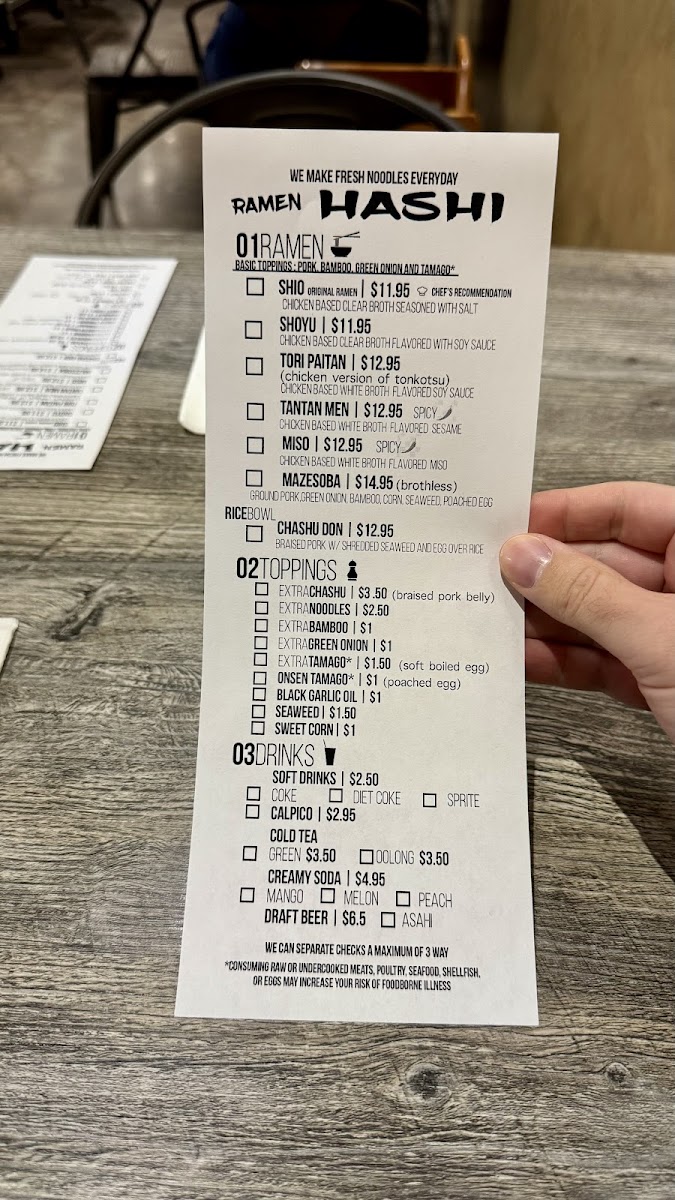 WE MAKE FRESH NOODLES EVERYDAY
RAMEN HASHI
01RAMEN
BASIC TOPPINGS : PORK, BAMBOO, GREEN ONION AND TAMAGO*
SHIO ORIGINAL RAMEN | $11.95 CHEF'S RECOMMENDATION
CHICKEN BASED CLEAR BROTH SEASONED WITH SALT
SHOYU | $11.95
CHICKEN BASED CLEAR BROTH FLAVORED WITH SOY SAUCE
TORI PAITAN | $12.95
(chicken version of tonkotsu)
CHICKEN BASED WHITE BROTH FLAVORED SOY SAUCE
TANTAN MEN | $12.95 SPICY
CHICKEN BASED WHITE BROTH FLAVORED SESAME
MISO | $12.95 SPICY
CHICKEN BASED WHITE BROTH FLAVORED MISO
MAZESOBA | $14.95 (brothless)
GROUND PORK,GREEN ONION, BAMBOO, CORN, SEAWEED, POACHED EGG
RICEBOWL
CHASHU DON | $12.95
BRAISED PORK W/ SHREDDED SEAWEED AND EGG OVER RICE
02TOPPINGS
EXTRACHASHU | $3.50 (braised pork belly)
EXTRANOODLES | $2.50
EXTRABAMBOO | $1
EXTRAGREEN ONION | $1
EXTRATAMAGO* | $1.50 (soft boiled egg)
ONSEN TAMAGO* | $1 (poached egg)
BLACK GARLIC OIL | $1
SEAWEED | $1.50
SWEET CORN | $1
03DRINKS
SOFT DRINKS | $2.50
COKE DIET COKE SPRITE
CALPICO | $2.95
COLD TEA
GREEN $3.50 OOLONG $3.50
CREAMY SODA | $4.95
MANGO MELON PEACH
DRAFT BEER | $6.5 ASAHI
WE CAN SEPARATE CHECKS A MAXIMUM OF 3 WAY
*CONSUMING RAW OR UNDERCOOKED MEATS, POULTRY, SEAFOOD, SHELLFISH,
OR EGGS MAY INCREASE YOUR RISK OF FOODBORNE ILLNESS